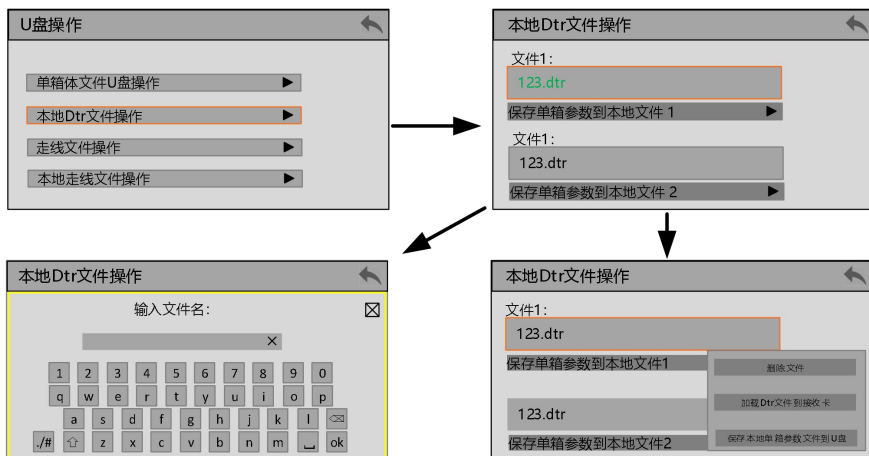 U盘操作
单箱体文件U盘操作
本地Dtr文件操作
走线文件操作
本地走线文件操作
本地Dtr文件操作
文件1：
123.dtr
保存单箱参数到本地文件 1
文件1：
123.dtr
保存单箱参数到本地文件 2
本地Dtr文件操作
输入文件名：
×
1 2 3 4 5 6 7 8 9 0
q w e r t y u i o p
a s d f g h j k l
./# z x c v b n m ok
本地Dtr文件操作
文件1：
123.dtr
保存单箱参数到本地文件1
删除文件
加载Dtr文件到接收卡
123.dtr
保存本地单箱参数文件到U盘
保存单箱参数到本地文件2